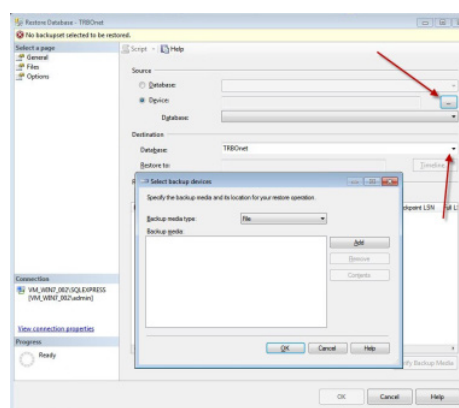 Restore Database - TRBOnet
No backupset selected to be restored.
Select a page
General
Files
Options
Script
Help
Source
Database:
Device:
Database:
Destination
Database: TRBOnet
Restore to:
Timeline...
Select backup devices
Specify the backup media and its location for your restore operation.
Backup media type: File
Backup media:
Add
Remove
Contents
OK Cancel Help
Connection
VM_WIN7_002\SQLEXPRESS
[VM_WIN7_002\admin]
View connection properties
Progress
Ready
Backup Media
OK Cancel Help